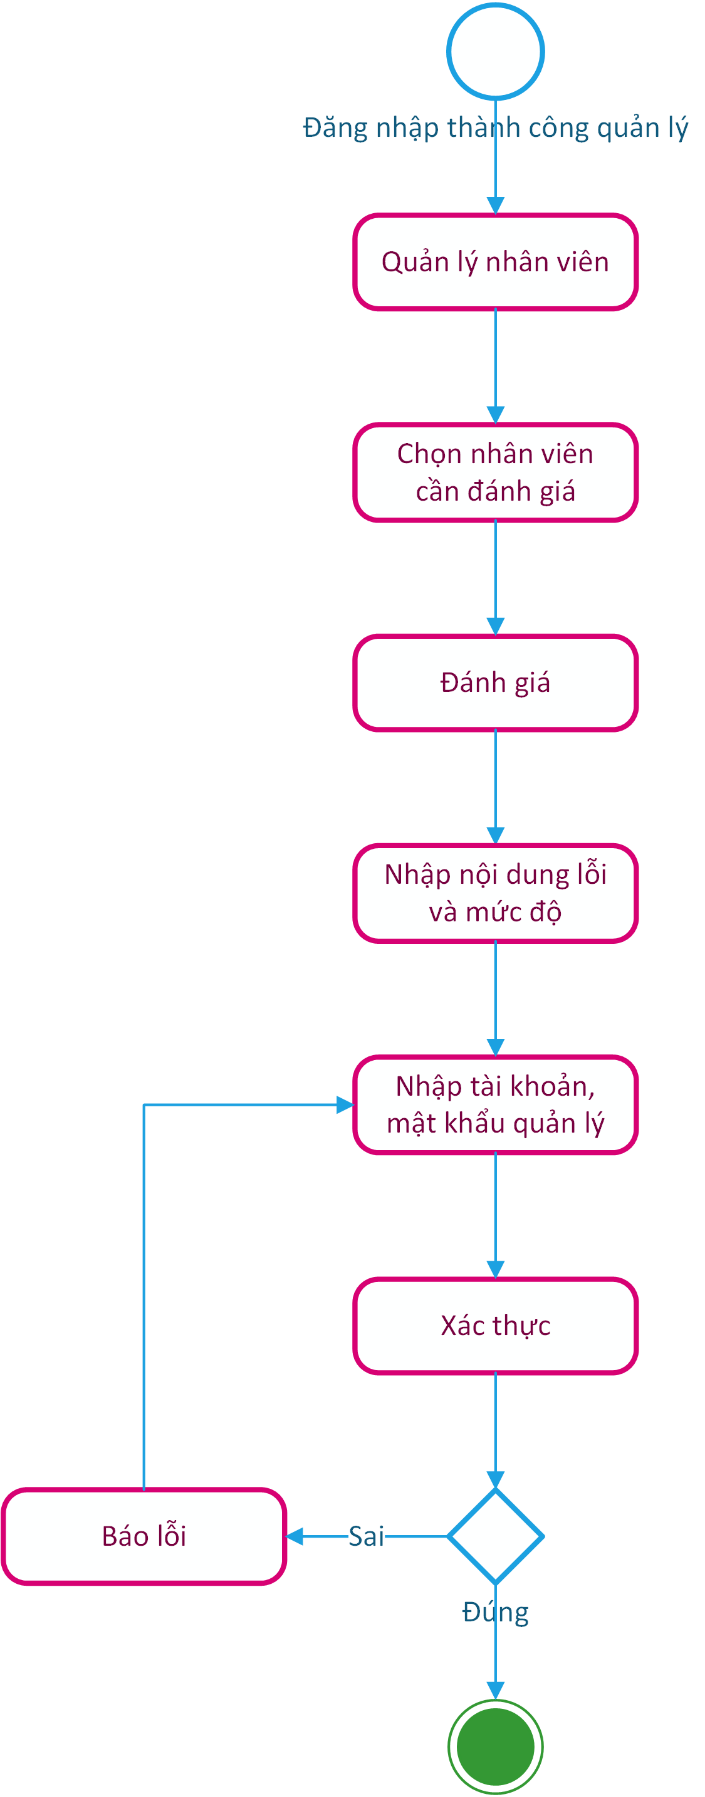 Đăng nhập thành công quản lý
Quản lý nhân viên
Chọn nhân viên
cần đánh giá
Đánh giá
Nhập nội dung lỗi
và mức độ
Nhập tài khoản,
mật khẩu quản lý
Xác thực
Báo lỗi
Sai
Đúng